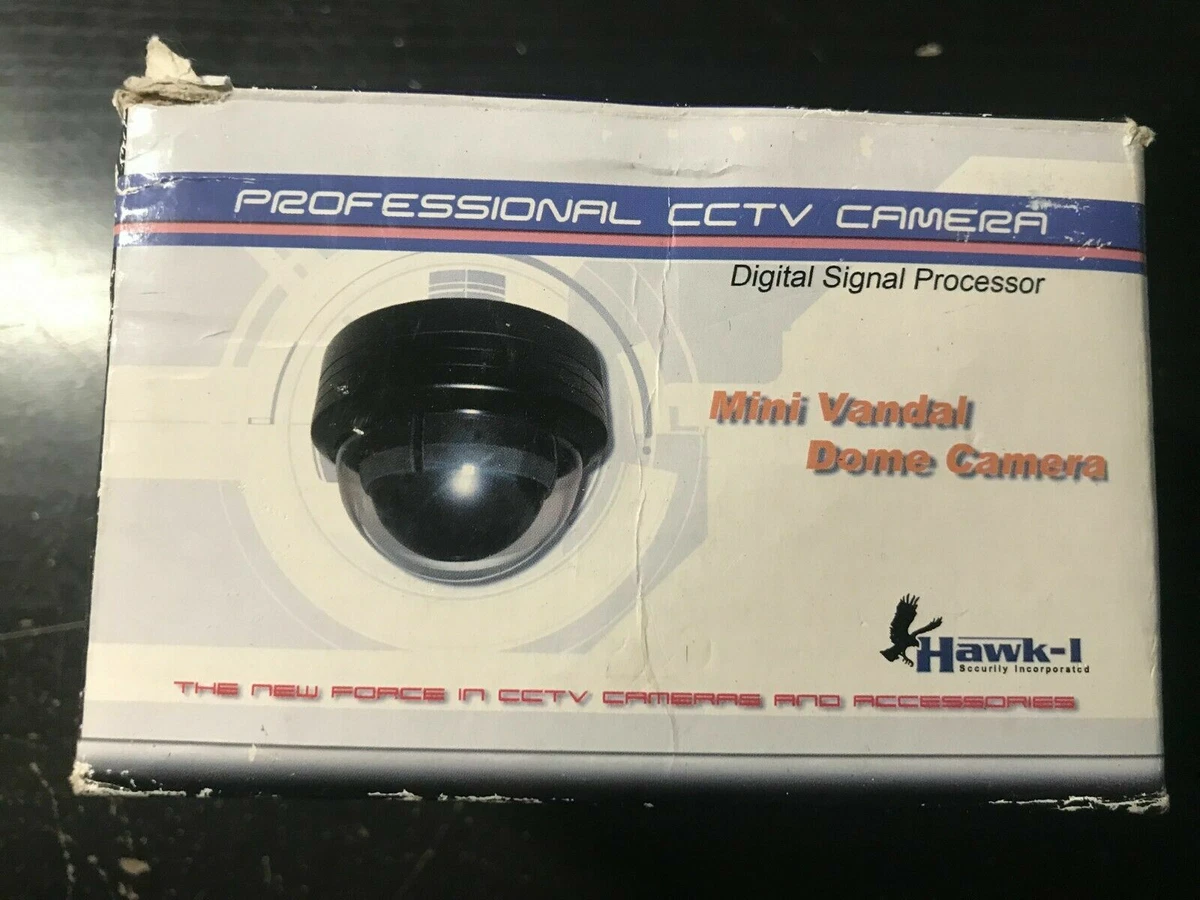 PROFESSIONAL CCTV CAMERA
Digital Signal Processor
Mini Vandal
Dome Camera
Hawk-I
Security Incorporated
THE NEW FORCE IN CCTV CAMERAS AND ACCESSORIES